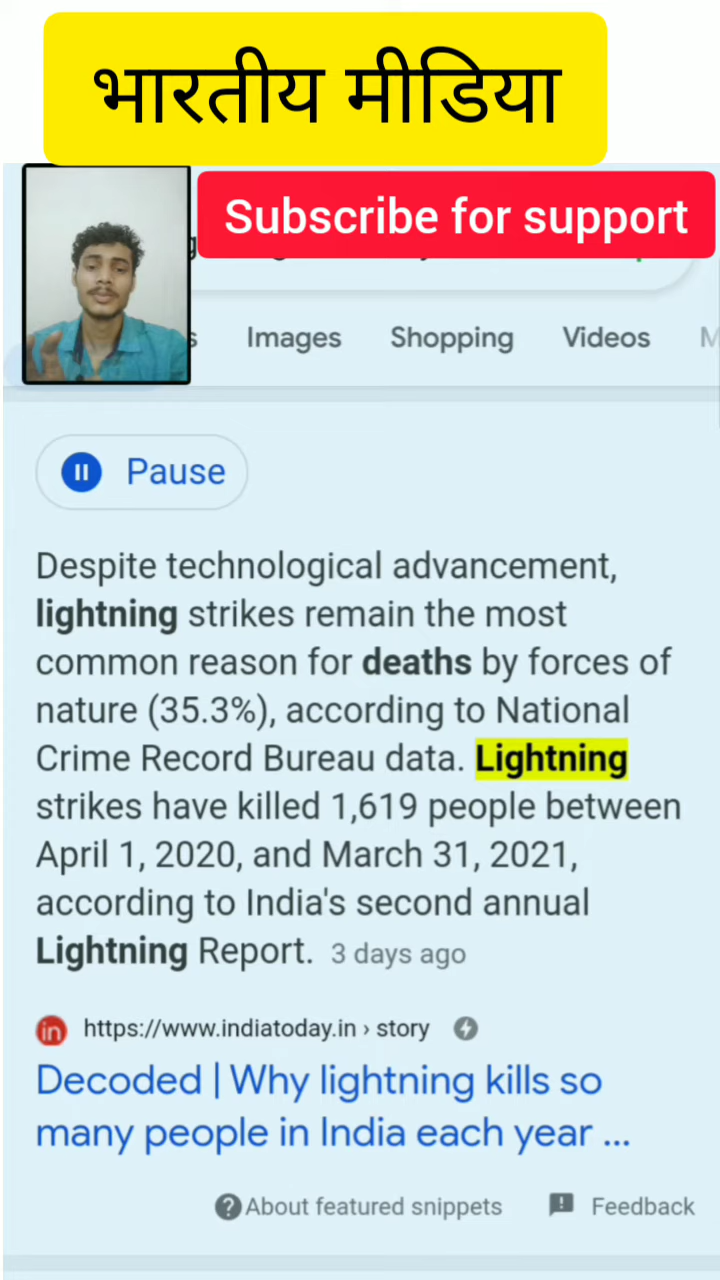 भारतीय मीडिया
Subscribe for support
Images Shopping Videos
Pause
Despite technological advancement,
lightning strikes remain the most
common reason for deaths by forces of
nature (35.3%), according to National
Crime Record Bureau data. Lightning
strikes have killed 1,619 people between
April 1, 2020, and March 31, 2021,
according to India's second annual
Lightning Report. 3 days ago
in https://www.indiatoday.in › story
Decoded | Why lightning kills so
many people in India each year ...
About featured snippets Feedback